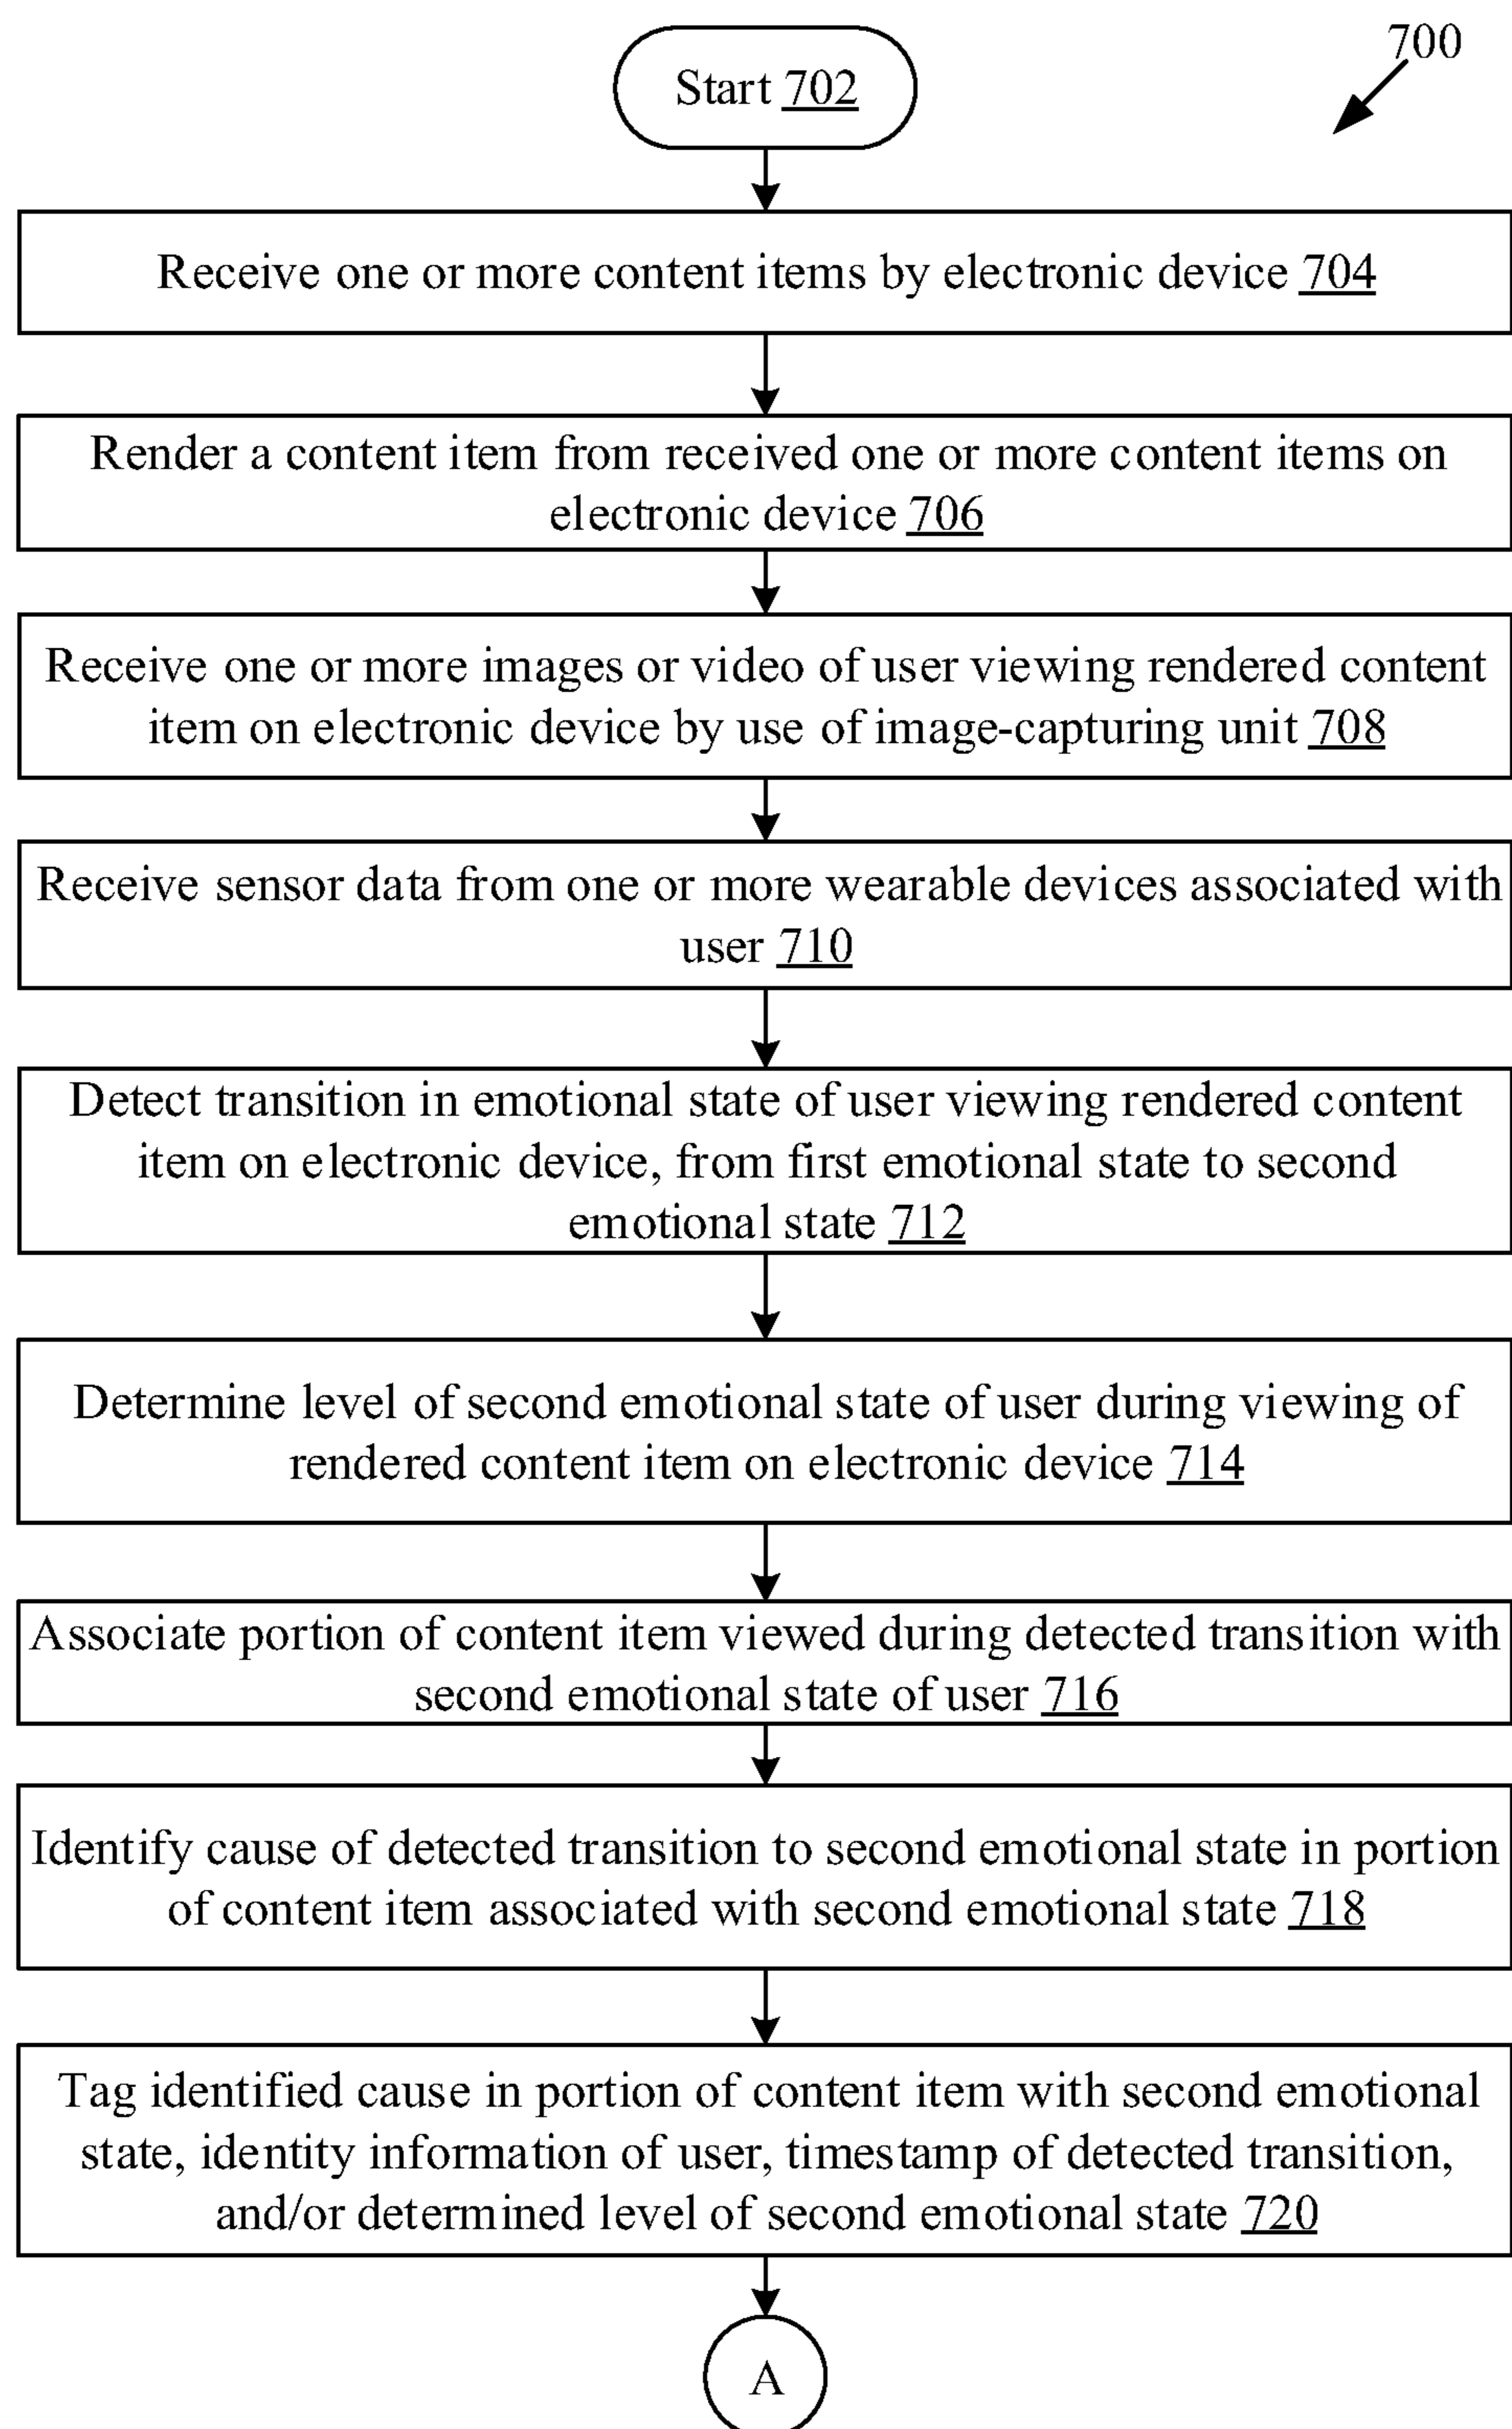 700
Start 702
Receive one or more content items by electronic device 704
Render a content item from received one or more content items on
electronic device 706
Receive one or more images or video of user viewing rendered content
item on electronic device by use of image-capturing unit 708
Receive sensor data from one or more wearable devices associated with
user 710
Detect transition in emotional state of user viewing rendered content
item on electronic device, from first emotional state to second
emotional state 712
Determine level of second emotional state of user during viewing of
rendered content item on electronic device 714
Associate portion of content item viewed during detected transition with
second emotional state of user 716
Identify cause of detected transition to second emotional state in portion
of content item associated with second emotional state 718
Tag identified cause in portion of content item with second emotional
state, identity information of user, timestamp of detected transition,
and/or determined level of second emotional state 720
A